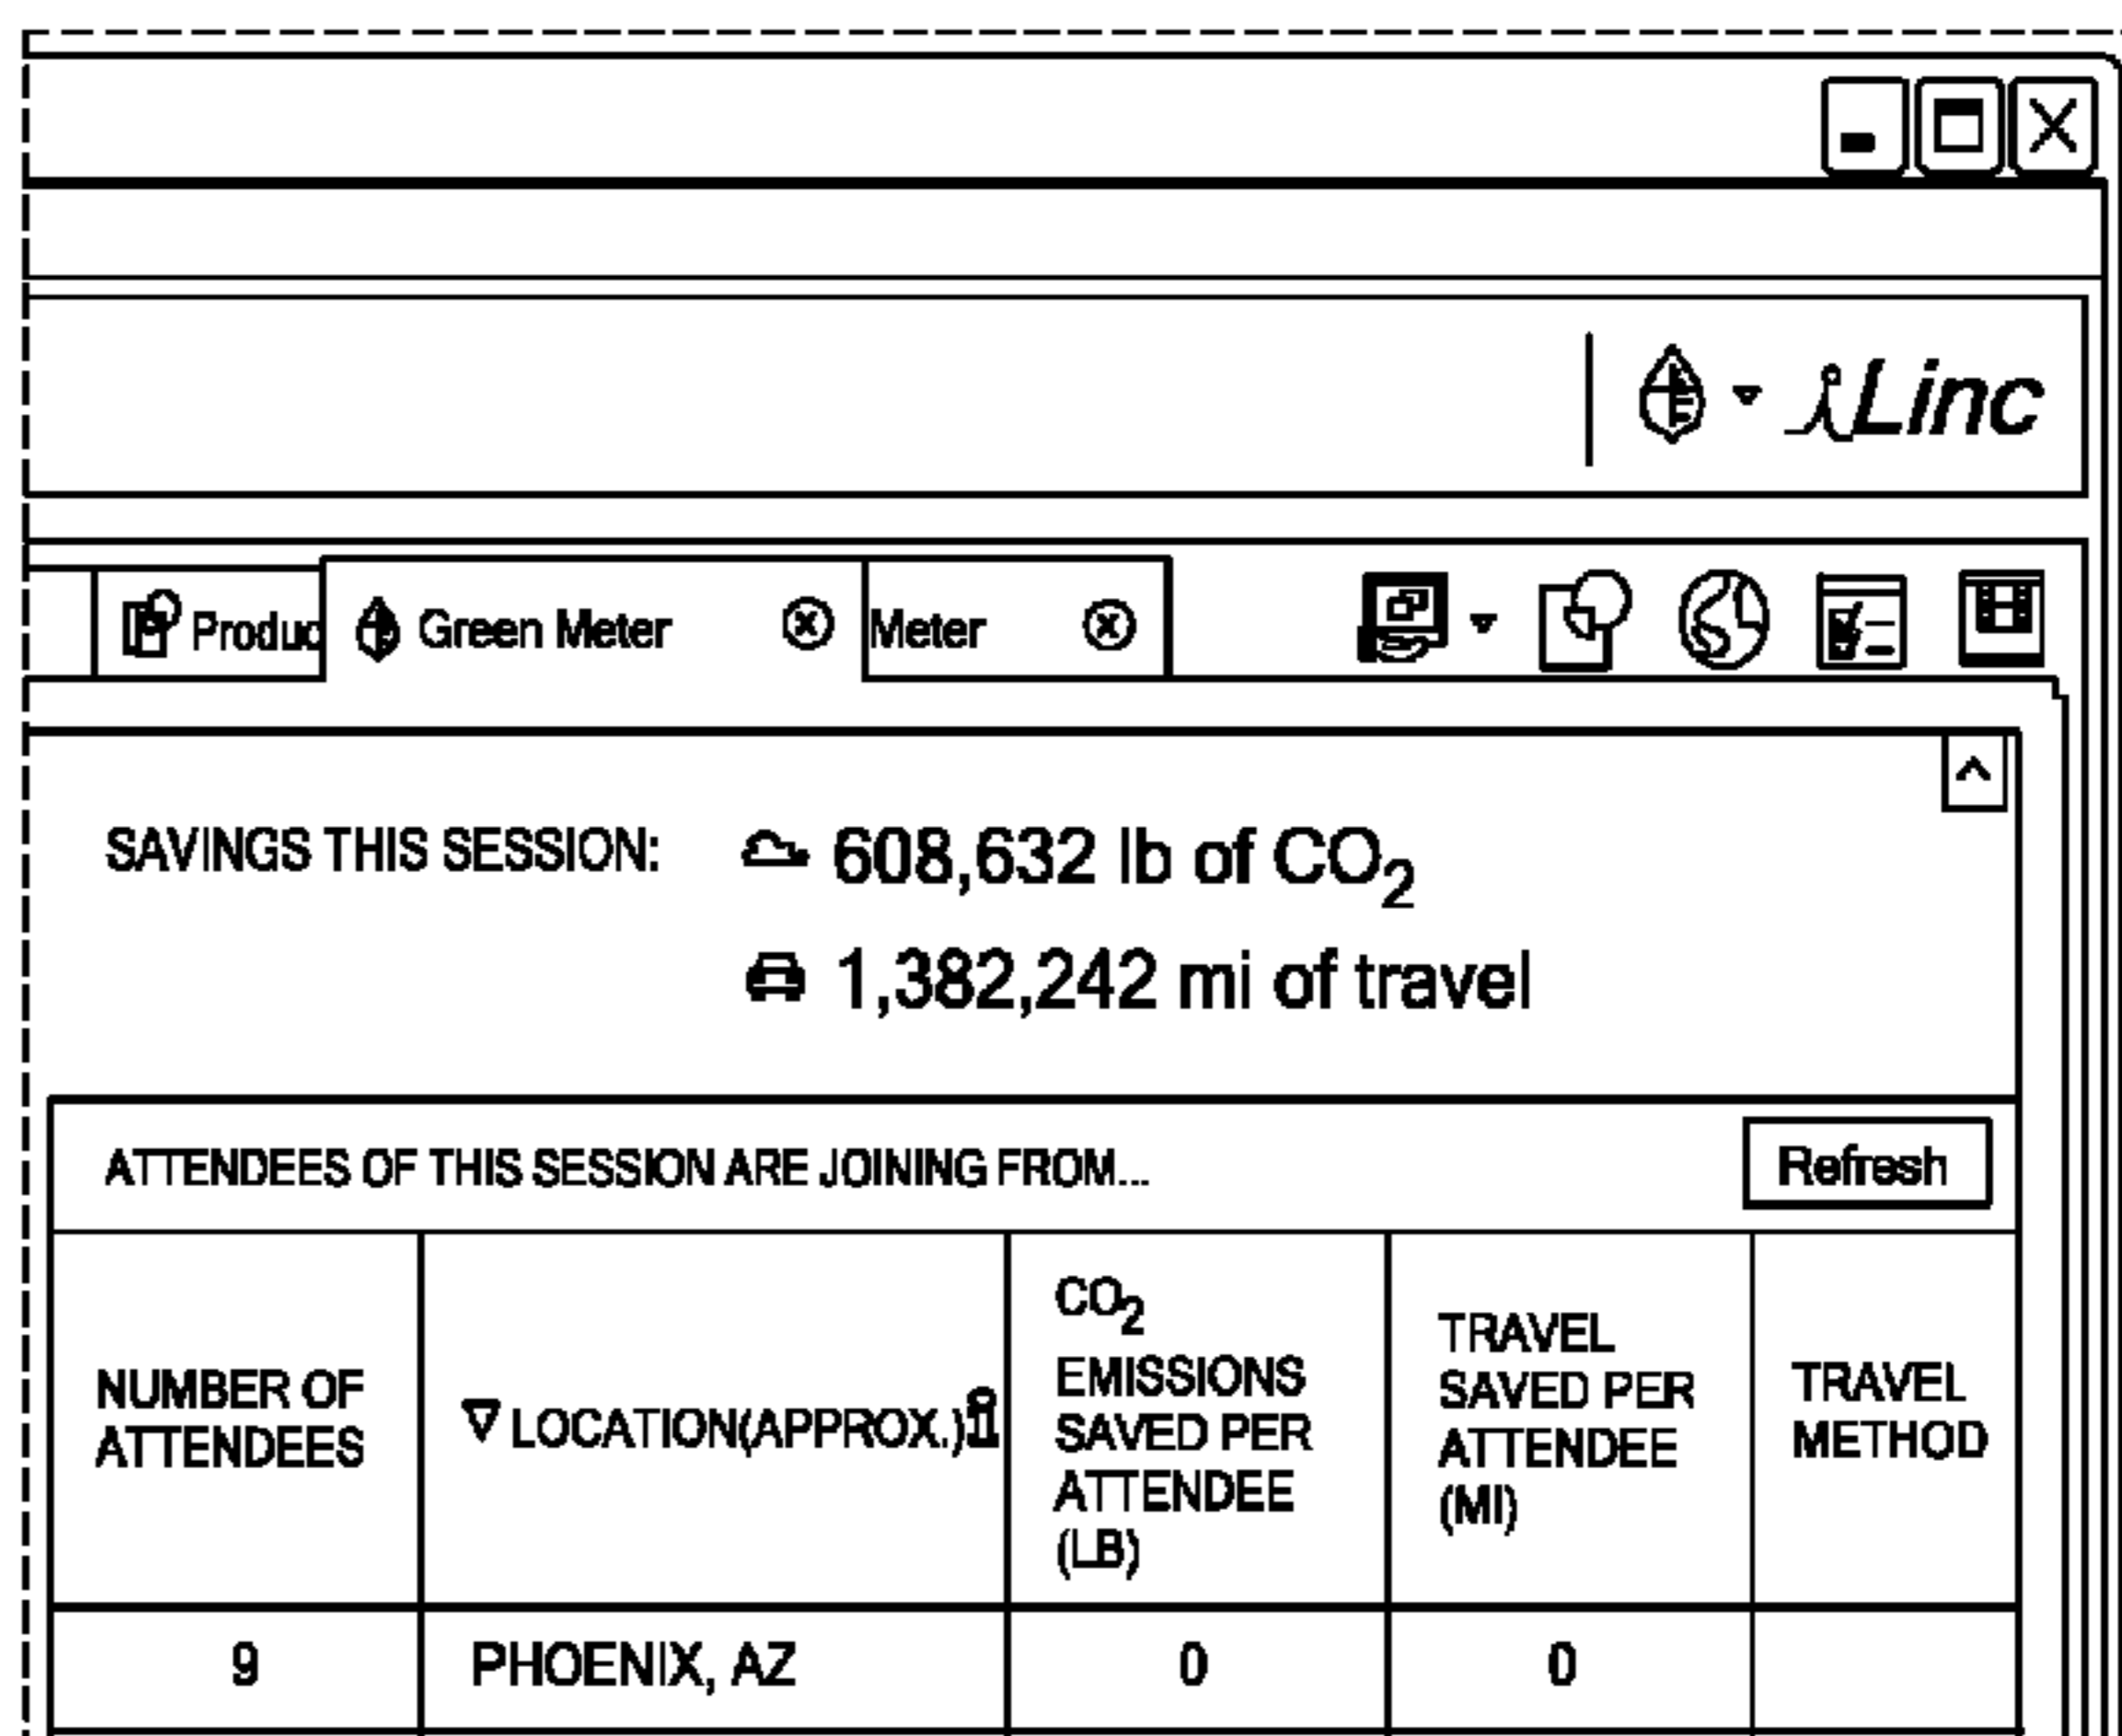 iLinc
Produc Green Meter Meter
SAVINGS THIS SESSION: 608,632 lb of CO₂
1,382,242 mi of travel
ATTENDEES OF THIS SESSION ARE JOINING FROM... Refresh
NUMBER OF
ATTENDEES
LOCATION(APPROX.)
CO₂
EMISSIONS
SAVED PER
ATTENDEE
(LB)
TRAVEL
SAVED PER
ATTENDEE
(MI)
TRAVEL
METHOD
9 PHOENIX, AZ 0 0